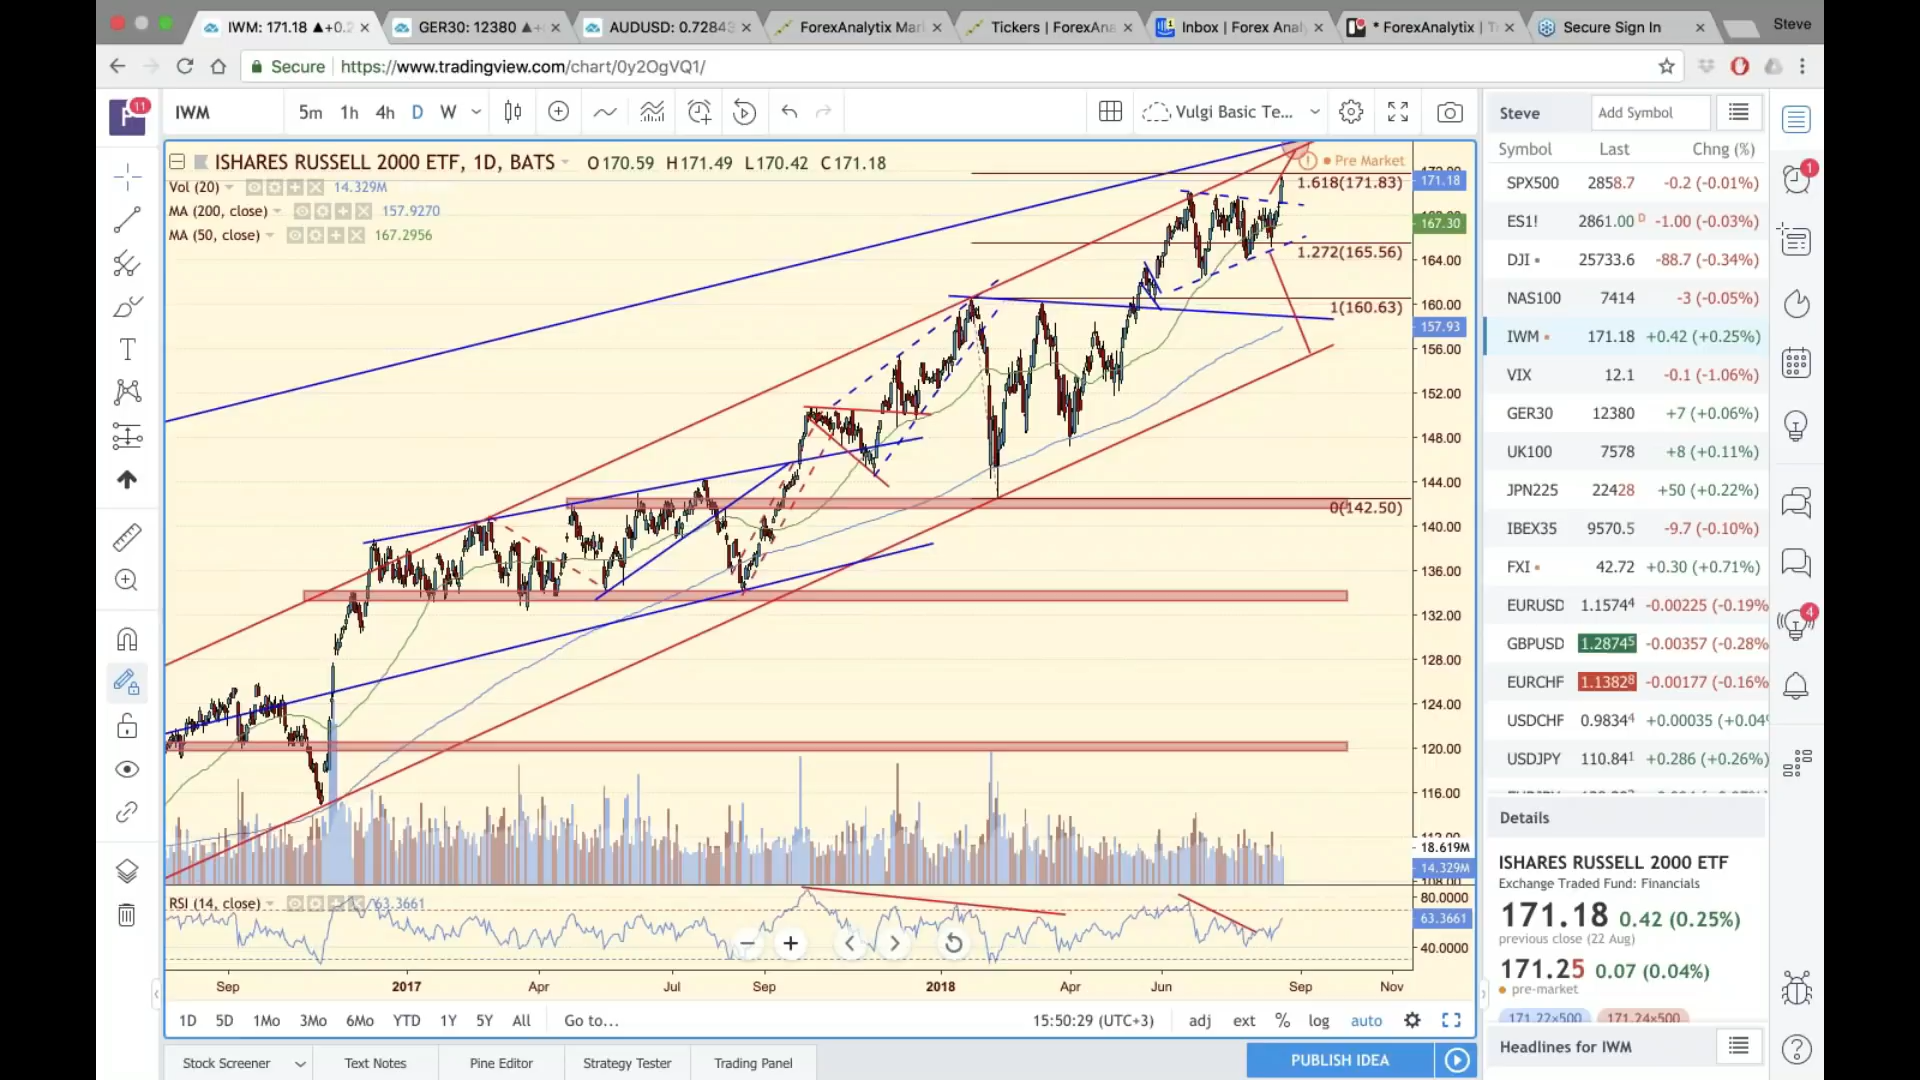 IWM: 171.18 ▲+0.2
GER30: 12380 ▲+
AUDUSD: 0.7284
ForexAnalytix Mar
Tickers | ForexAna
Inbox | Forex Anal
* ForexAnalytix | T
Secure Sign In
Steve
Secure
https://www.tradingview.com/chart/0y2OgVQ1/
11
IWM
5m 1h 4h D W
Vulgi Basic Te...
Steve
Add Symbol
ISHARES RUSSELL 2000 ETF, 1D, BATS
O170.59 H171.49 L170.42 C171.18
Pre Market
Vol (20)
14.329M
MA (200, close)
157.9270
MA (50, close)
167.2956
1.618(171.83)
1.272(165.56)
1(160.63)
0(142.50)
171.18
167.30
164.00
160.00
157.93
156.00
152.00
148.00
144.00
140.00
136.00
132.00
128.00
124.00
120.00
116.00
18.619M
14.329M
RSI (14, close)
63.3661
80.0000
63.3661
40.0000
Sep 2017 Apr Jul Sep 2018 Apr Jun Sep Nov
1D 5D 1Mo 3Mo 6Mo YTD 1Y 5Y All Go to...
15:50:29 (UTC+3) adj ext % log auto
Stock Screener
Text Notes
Pine Editor
Strategy Tester
Trading Panel
PUBLISH IDEA
Symbol Last Chng (%)
SPX500 2858.7 -0.2 (-0.01%)
ES1! 2861.00 D -1.00 (-0.03%)
DJI 25733.6 -88.7 (-0.34%)
NAS100 7414 -3 (-0.05%)
IWM 171.18 +0.42 (+0.25%)
VIX 12.1 -0.1 (-1.06%)
GER30 12380 +7 (+0.06%)
UK100 7578 +8 (+0.11%)
JPN225 22428 +50 (+0.22%)
IBEX35 9570.5 -9.7 (-0.10%)
FXI 42.72 +0.30 (+0.71%)
EURUSD 1.15744 -0.00225 (-0.19%
GBPUSD 1.28745 -0.00357 (-0.28%
EURCHF 1.13828 -0.00177 (-0.16%
USDCHF 0.98344 +0.00035 (+0.04
USDJPY 110.841 +0.286 (+0.26%)
Details
ISHARES RUSSELL 2000 ETF
Exchange Traded Fund: Financials
171.18 0.42 (0.25%)
previous close (22 Aug)
171.25 0.07 (0.04%)
pre-market
171.22×500 171.24×500
Headlines for IWM
1
4